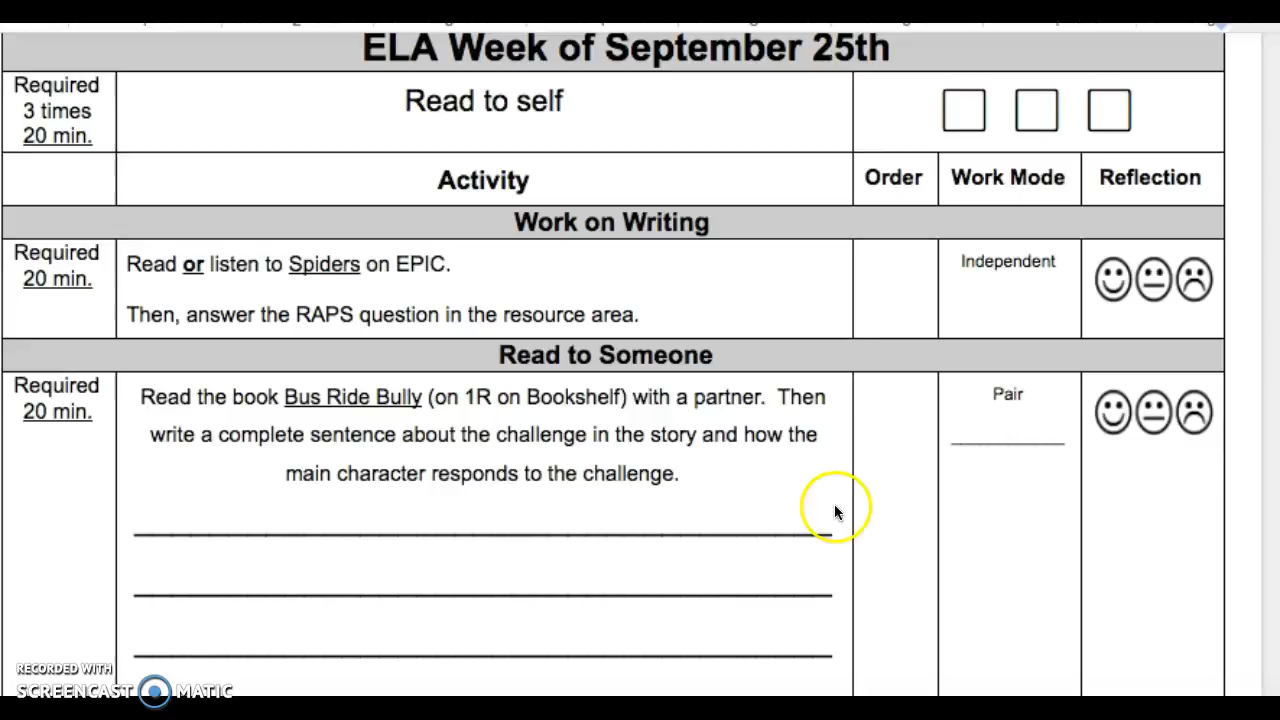 ELA Week of September 25th
Required
3 times
20 min.
Read to self
Activity
Order
Work Mode
Reflection
Work on Writing
Required
20 min.
Read or listen to Spiders on EPIC.
Then, answer the RAPS question in the resource area.
Independent
Read to Someone
Required
20 min.
Read the book Bus Ride Bully (on 1R on Bookshelf) with a partner. Then
write a complete sentence about the challenge in the story and how the
main character responds to the challenge.
Pair
RECORDED WITH
SCREENCAST MATIC